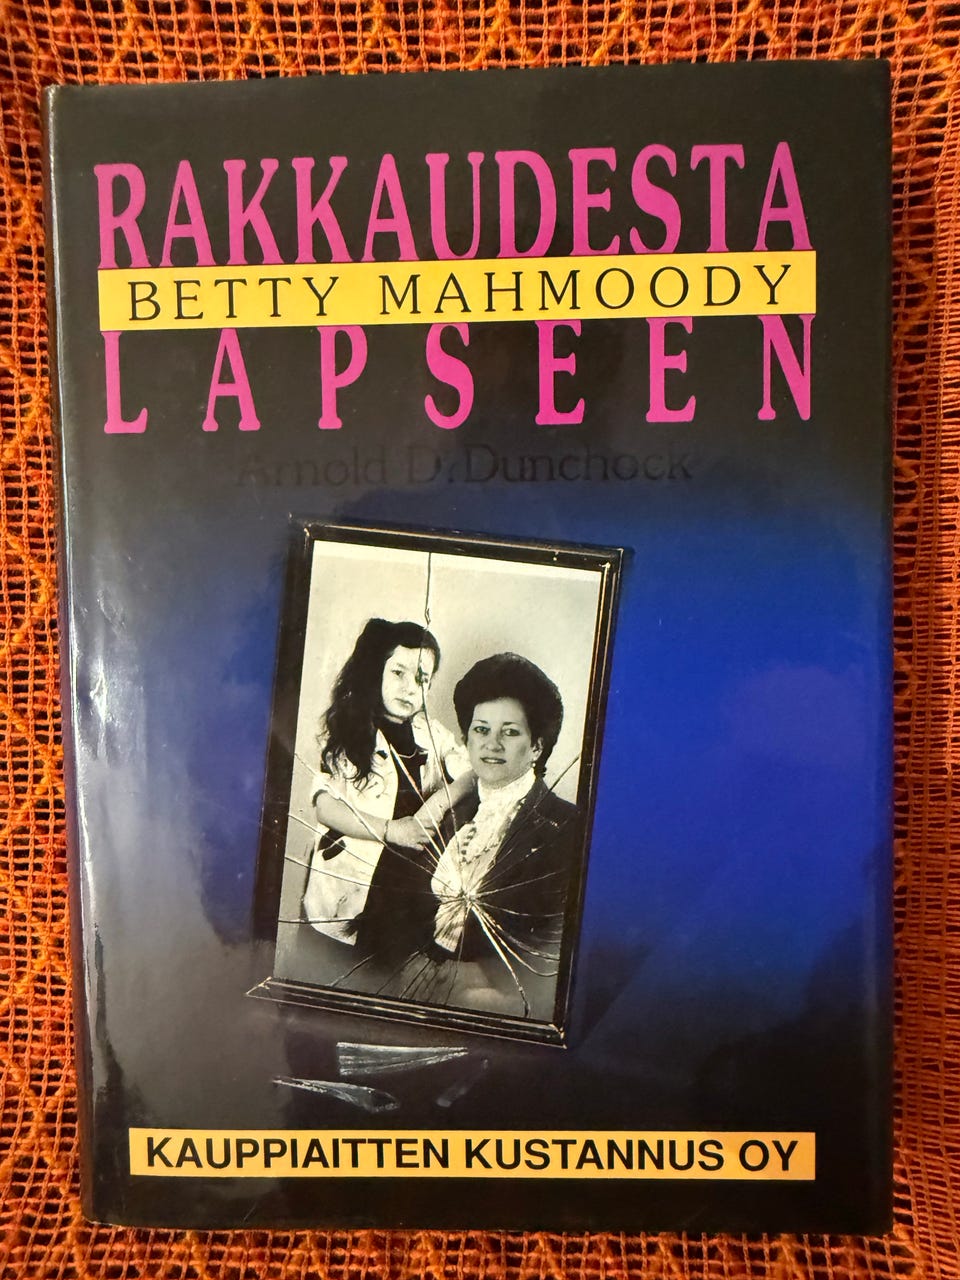 RAKKAUDESTA
BETTY MAHMOODY
LAPSEEN
Arnold D. Dunchock
KAUPPIAITTEN KUSTANNUS OY